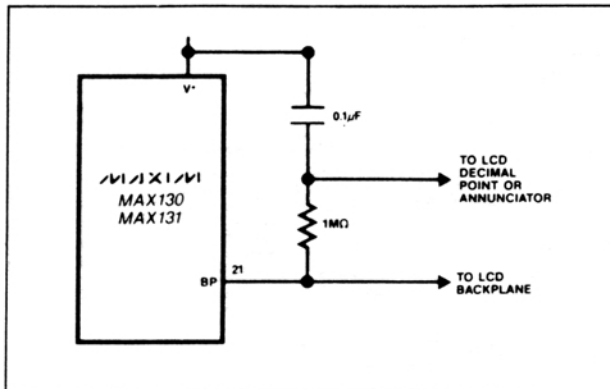 V+
0.1µF
MAXIM
MAX130
MAX131
TO LCD
DECIMAL
POINT OR
ANNUNCIATOR
1MΩ
BP
21
TO LCD
BACKPLANE